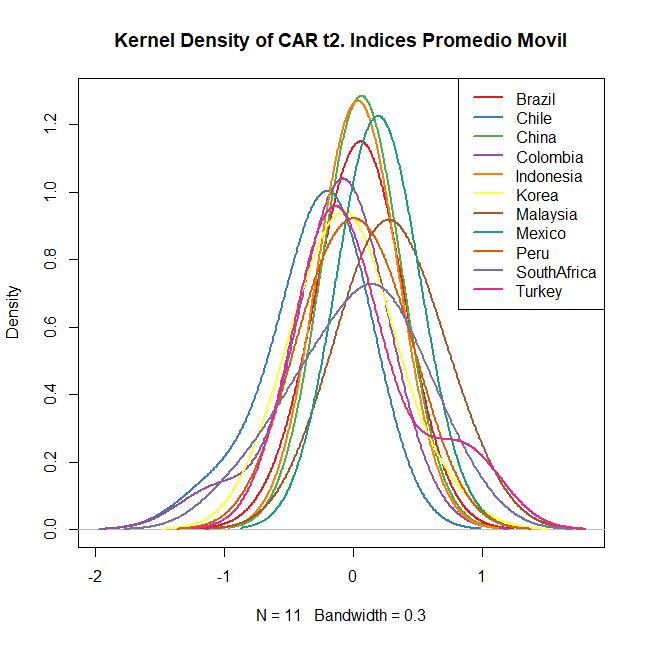 Kernel Density of CAR t2. Indices Promedio Movil
Brazil
Chile
China
Colombia
Indonesia
Korea
Malaysia
Mexico
Peru
SouthAfrica
Turkey
Density
1.2
1.0
0.8
0.6
0.4
0.2
0.0
-2 -1 0 1
N = 11 Bandwidth = 0.3